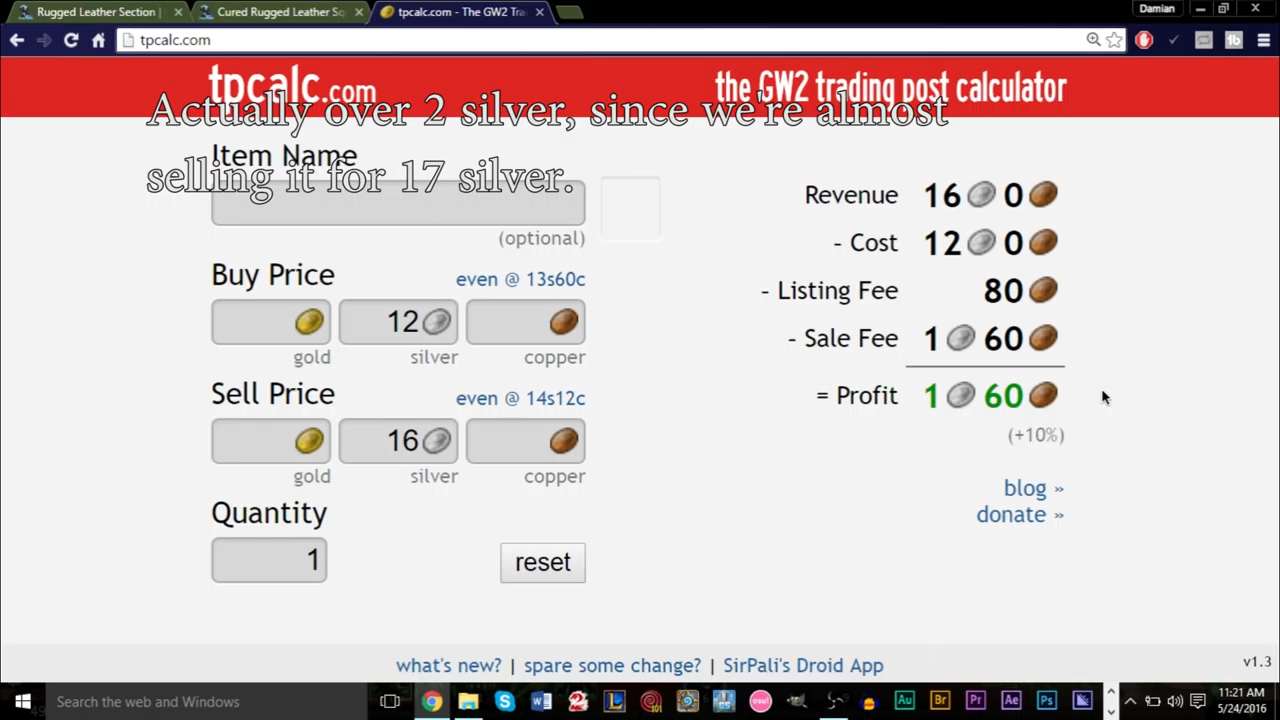 Rugged Leather Section |
Cured Rugged Leather Sq
tpcalc.com - The GW2 Tra
Damian
tpcalc.com
tpcalc.com
the GW2 trading post calculator
Actually over 2 silver, since we're almost
selling it for 17 silver.
Item Name
(optional)
Buy Price
even @ 13s60c
12
gold
silver
copper
Sell Price
even @ 14s12c
16
gold
silver
copper
Quantity
1
reset
Revenue 16 0
- Cost 12 0
- Listing Fee 80
- Sale Fee 1 60
= Profit 1 60
(+10%)
blog »
donate »
what's new? | spare some change? | SirPali's Droid App
v1.3
Search the web and Windows
11:21 AM
5/24/2016